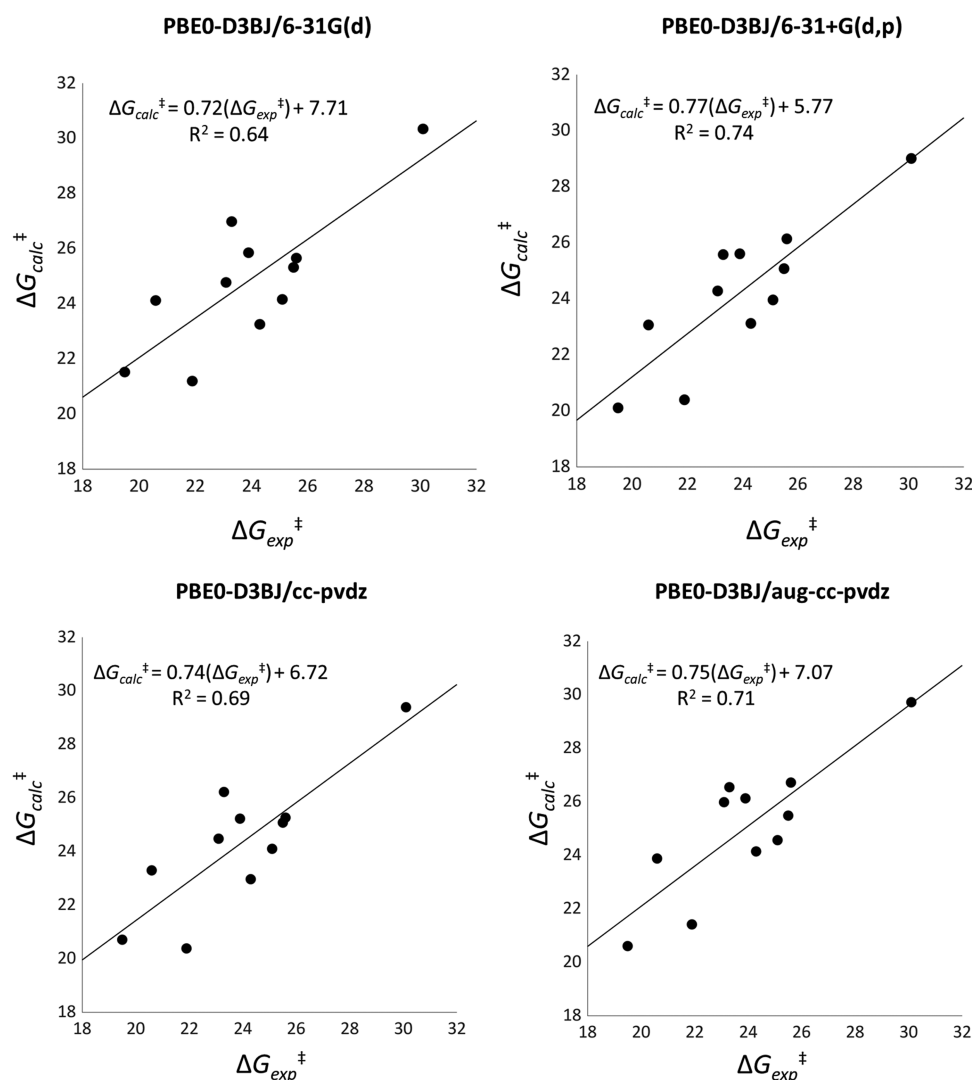 PBE0-D3BJ/6-31G(d)
ΔGcalc‡ = 0.72(ΔGexp‡) + 7.71
R² = 0.64
32
30
28
26
24
22
20
18
18 20 22 24 26 28 30 32
ΔGcalc‡
ΔGexp‡
PBE0-D3BJ/6-31+G(d,p)
ΔGcalc‡ = 0.77(ΔGexp‡) + 5.77
R² = 0.74
32
30
28
26
24
22
20
18
18 20 22 24 26 28 30 32
ΔGcalc‡
ΔGexp‡
PBE0-D3BJ/cc-pvdz
ΔGcalc‡ = 0.74(ΔGexp‡) + 6.72
R² = 0.69
32
30
28
26
24
22
20
18
18 20 22 24 26 28 30 32
ΔGcalc‡
ΔGexp‡
PBE0-D3BJ/aug-cc-pvdz
ΔGcalc‡ = 0.75(ΔGexp‡) + 7.07
R² = 0.71
32
30
28
26
24
22
20
18
18 20 22 24 26 28 30 32
ΔGcalc‡
ΔGexp‡